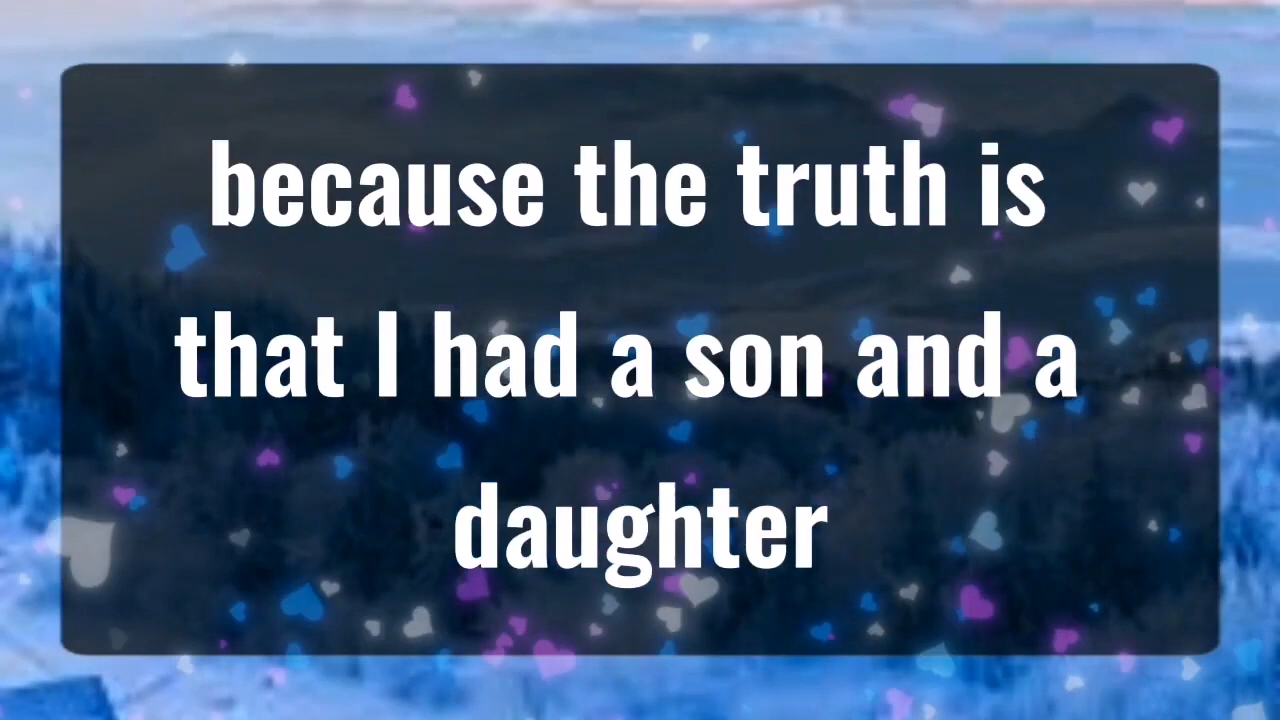 because the truth is
that I had a son and a
daughter